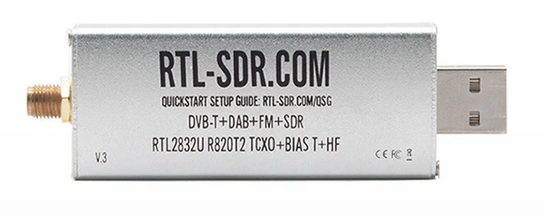 RTL-SDR.COM
QUICKSTART SETUP GUIDE: RTL-SDR.COM/QSG
DVB-T+DAB+FM+SDR
RTL2832U R820T2 TCXO+BIAS T+HF
V.3
CE FC